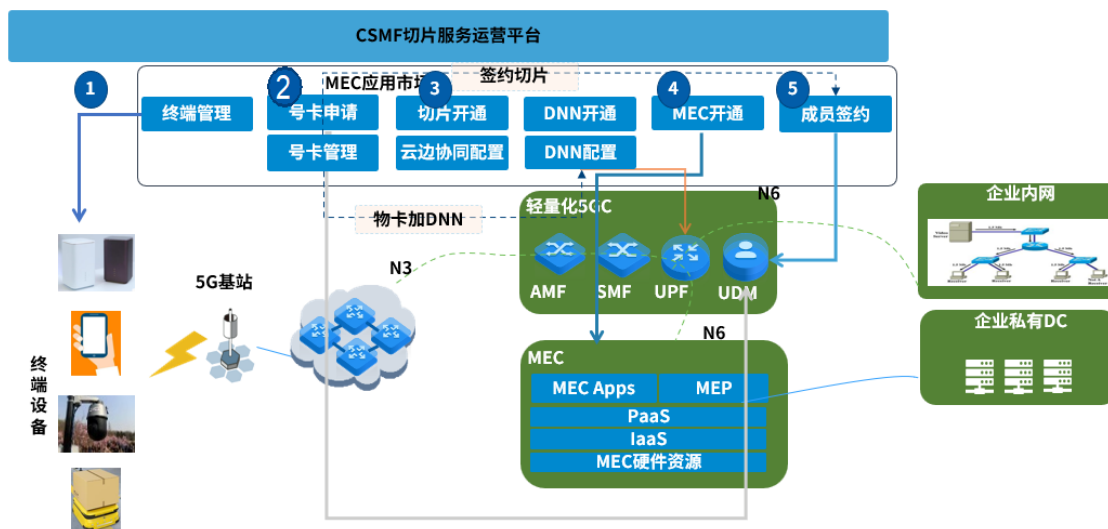 CSMF切片服务运营平台
MEC应用市场
签约切片
1
2
3
4
5
终端管理
号卡申请
切片开通
DNN开通
MEC开通
成员签约
号卡管理
云边协同配置
DNN配置
物卡加DNN
轻量化5GC
N6
企业内网
N3
5G基站
AMF
SMF
UPF
UDM
企业私有DC
N6
MEC
MEC Apps
MEP
PaaS
IaaS
MEC硬件资源
终端设备